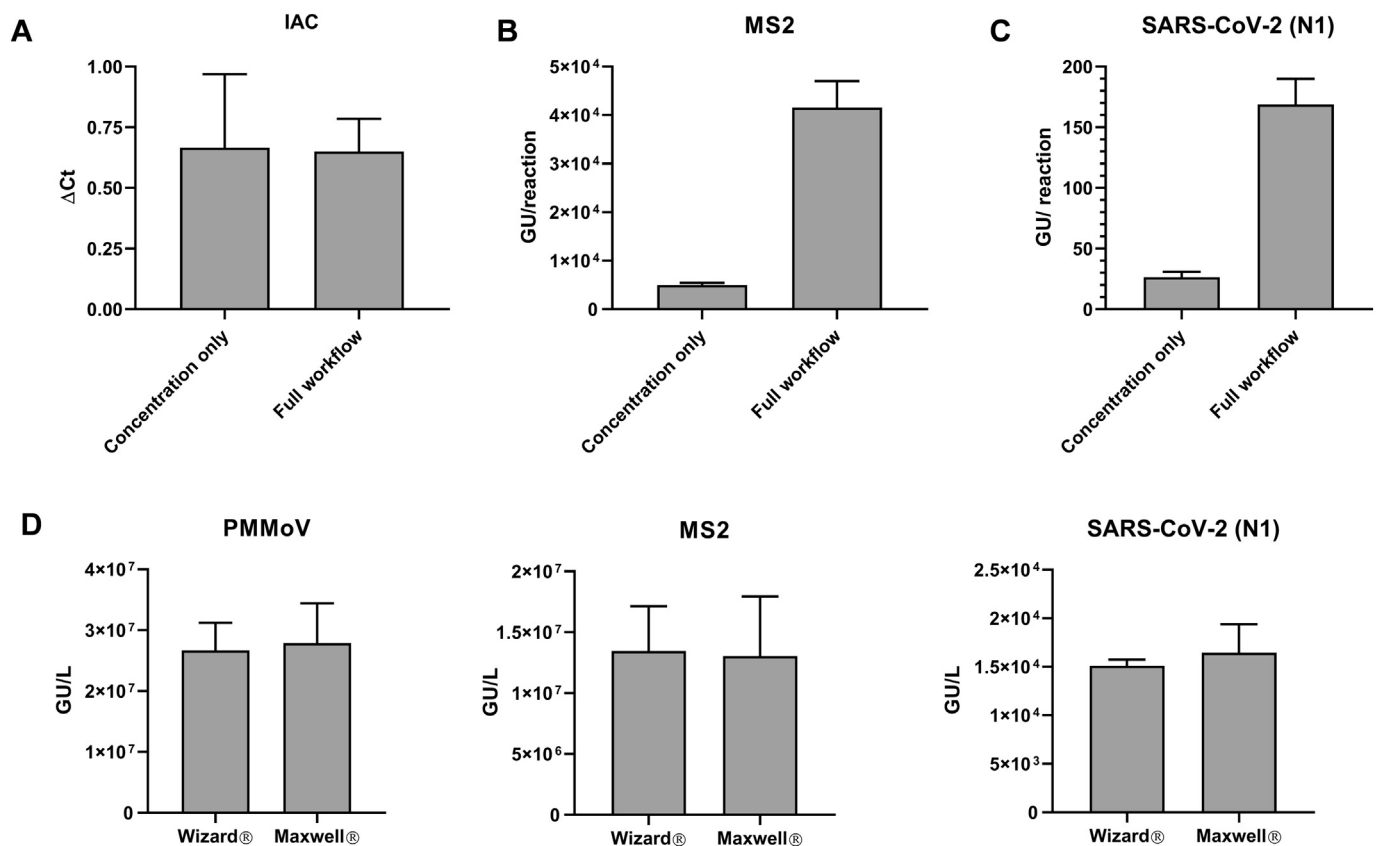 A
IAC
ΔCt
1.00
0.75
0.50
0.25
0.00
Concentration only
Full workflow
B
MS2
GU/reaction
5×10⁴
4×10⁴
3×10⁴
2×10⁴
1×10⁴
0
Concentration only
Full workflow
C
SARS-CoV-2 (N1)
GU/ reaction
200
150
100
50
0
Concentration only
Full workflow
D
PMMoV
GU/L
4×10⁷
3×10⁷
2×10⁷
1×10⁷
0
Wizard® Maxwell®
MS2
GU/L
2×10⁷
1.5×10⁷
1×10⁷
5×10⁶
0
Wizard® Maxwell®
SARS-CoV-2 (N1)
GU/L
2.5×10⁴
2×10⁴
1.5×10⁴
1×10⁴
5×10³
0
Wizard® Maxwell®